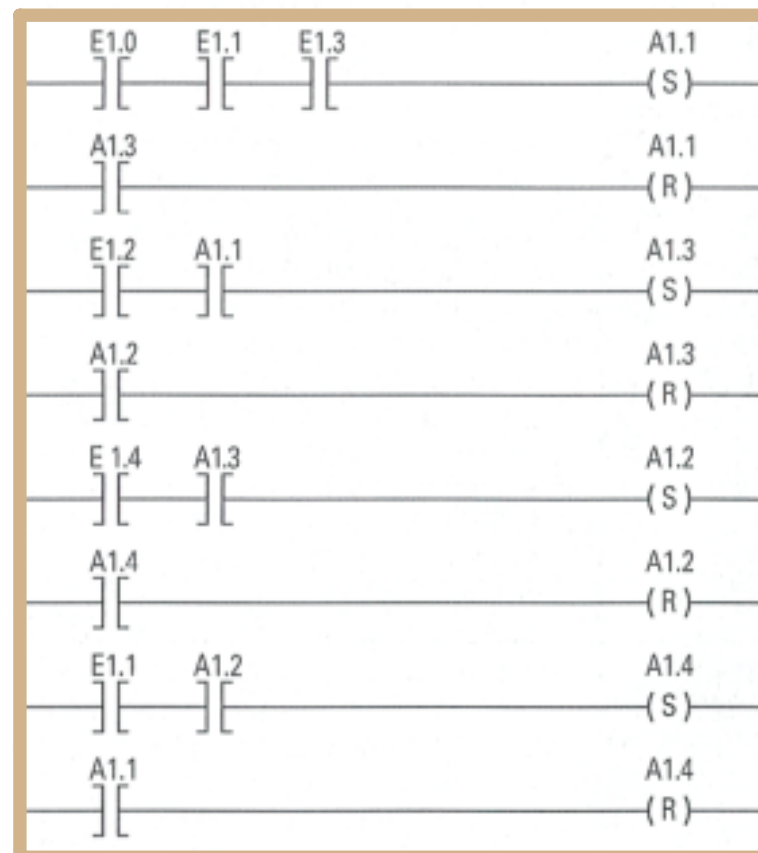 E1.0 E1.1 E1.3 A1.1
(S)
A1.3 A1.1
(R)
E1.2 A1.1 A1.3
(S)
A1.2 A1.3
(R)
E 1.4 A1.3 A1.2
(S)
A1.4 A1.2
(R)
E1.1 A1.2 A1.4
(S)
A1.1 A1.4
(R)